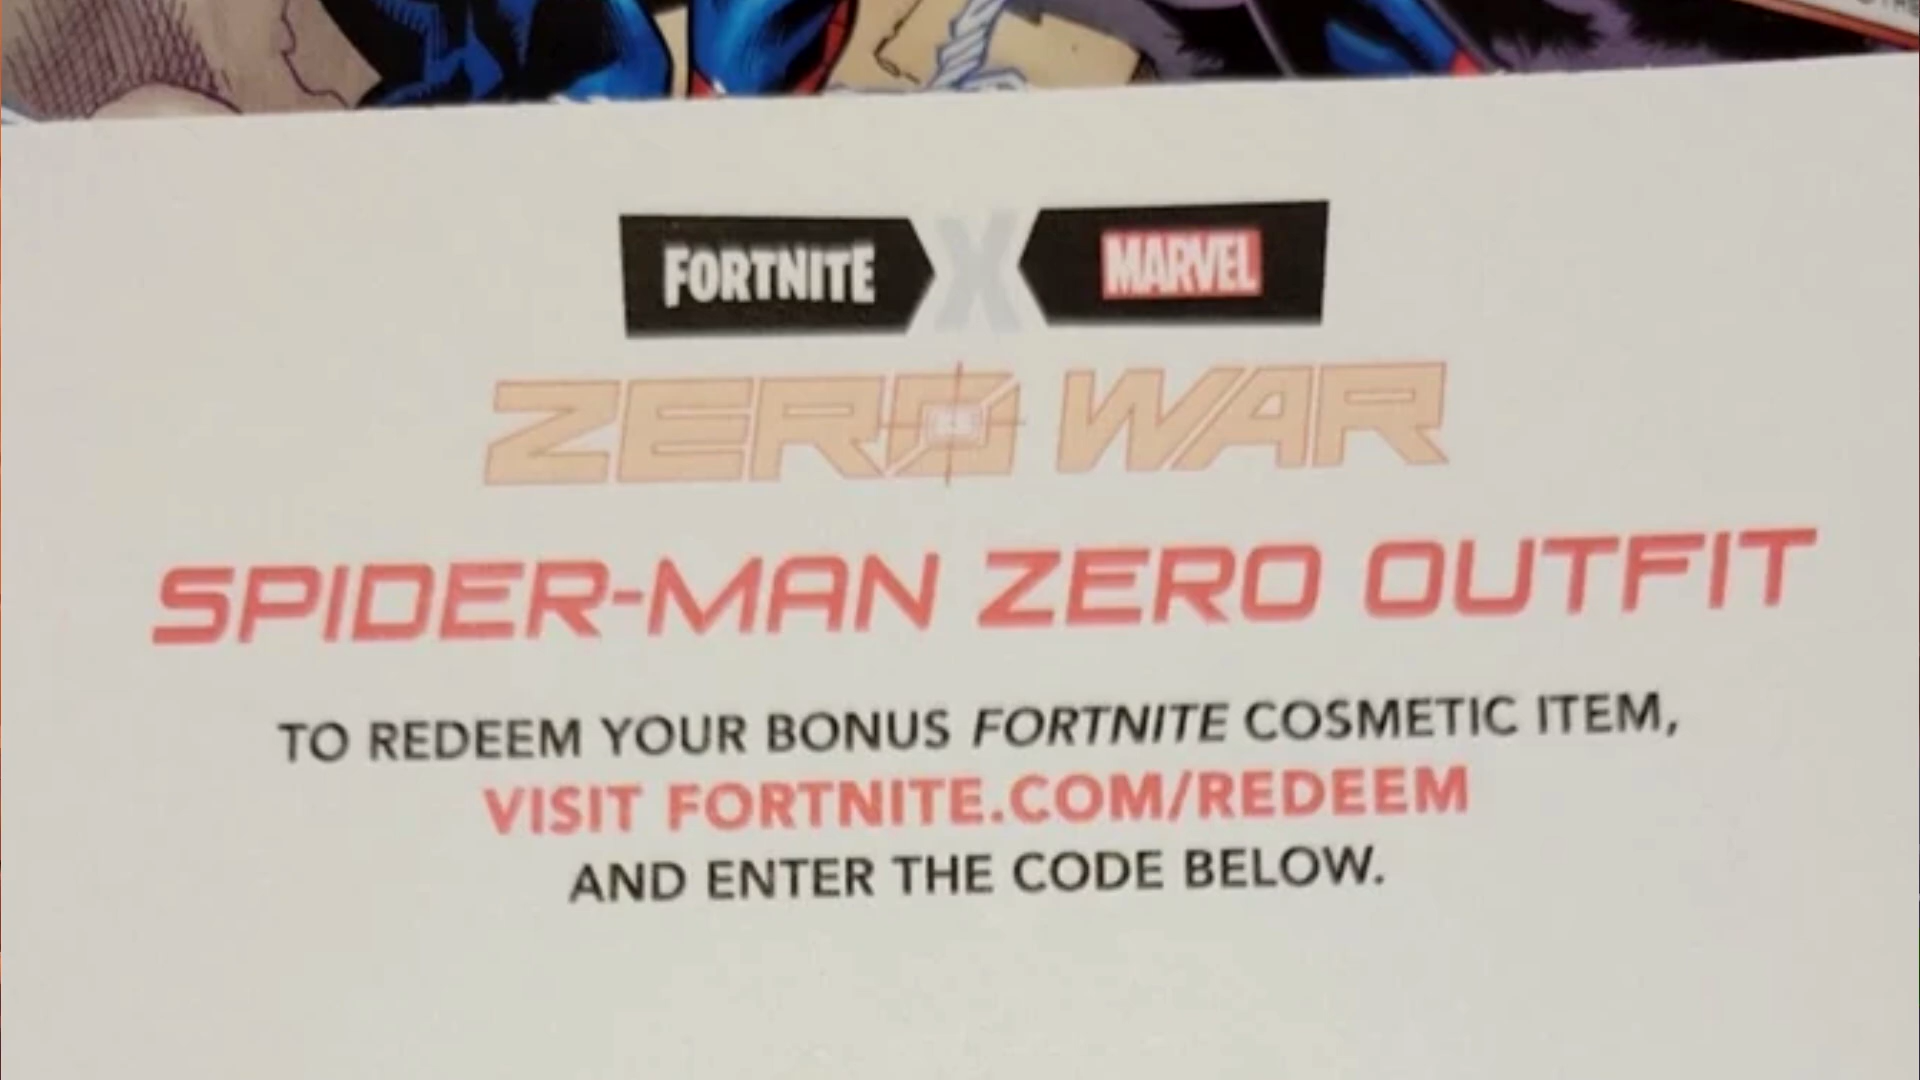 FORTNITE X MARVEL
ZERO WAR
SPIDER-MAN ZERO OUTFIT
TO REDEEM YOUR BONUS FORTNITE COSMETIC ITEM,
VISIT FORTNITE.COM/REDEEM
AND ENTER THE CODE BELOW.